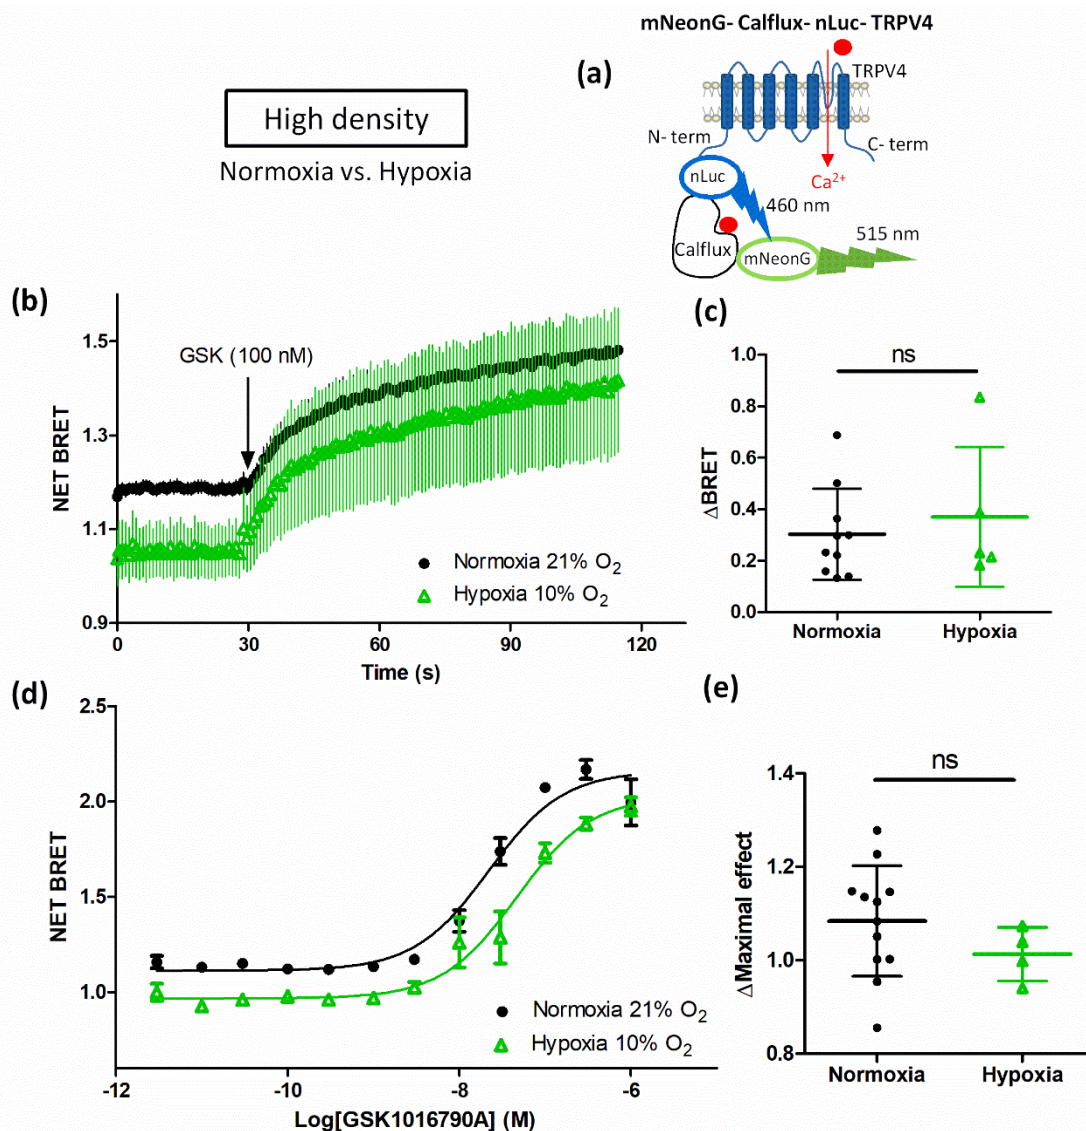 mNeonG- Calflux- nLuc- TRPV4
(a)
High density
Normoxia vs. Hypoxia
TRPV4
N- term
C- term
nLuc
Ca²⁺
460 nm
Calflux
mNeonG
515 nm
(b)
NET BRET
1.5
1.3
1.1
0.9
GSK (100 nM)
Normoxia 21% O₂
Hypoxia 10% O₂
0
30
60
90
120
Time (s)
(c)
ΔBRET
1.0
0.8
0.6
0.4
0.2
0.0
ns
Normoxia
Hypoxia
(d)
NET BRET
2.5
2.0
1.5
1.0
Normoxia 21% O₂
Hypoxia 10% O₂
-12
-10
-8
-6
Log[GSK1016790A] (M)
(e)
ΔMaximal effect
1.4
1.2
1.0
0.8
ns
Normoxia
Hypoxia